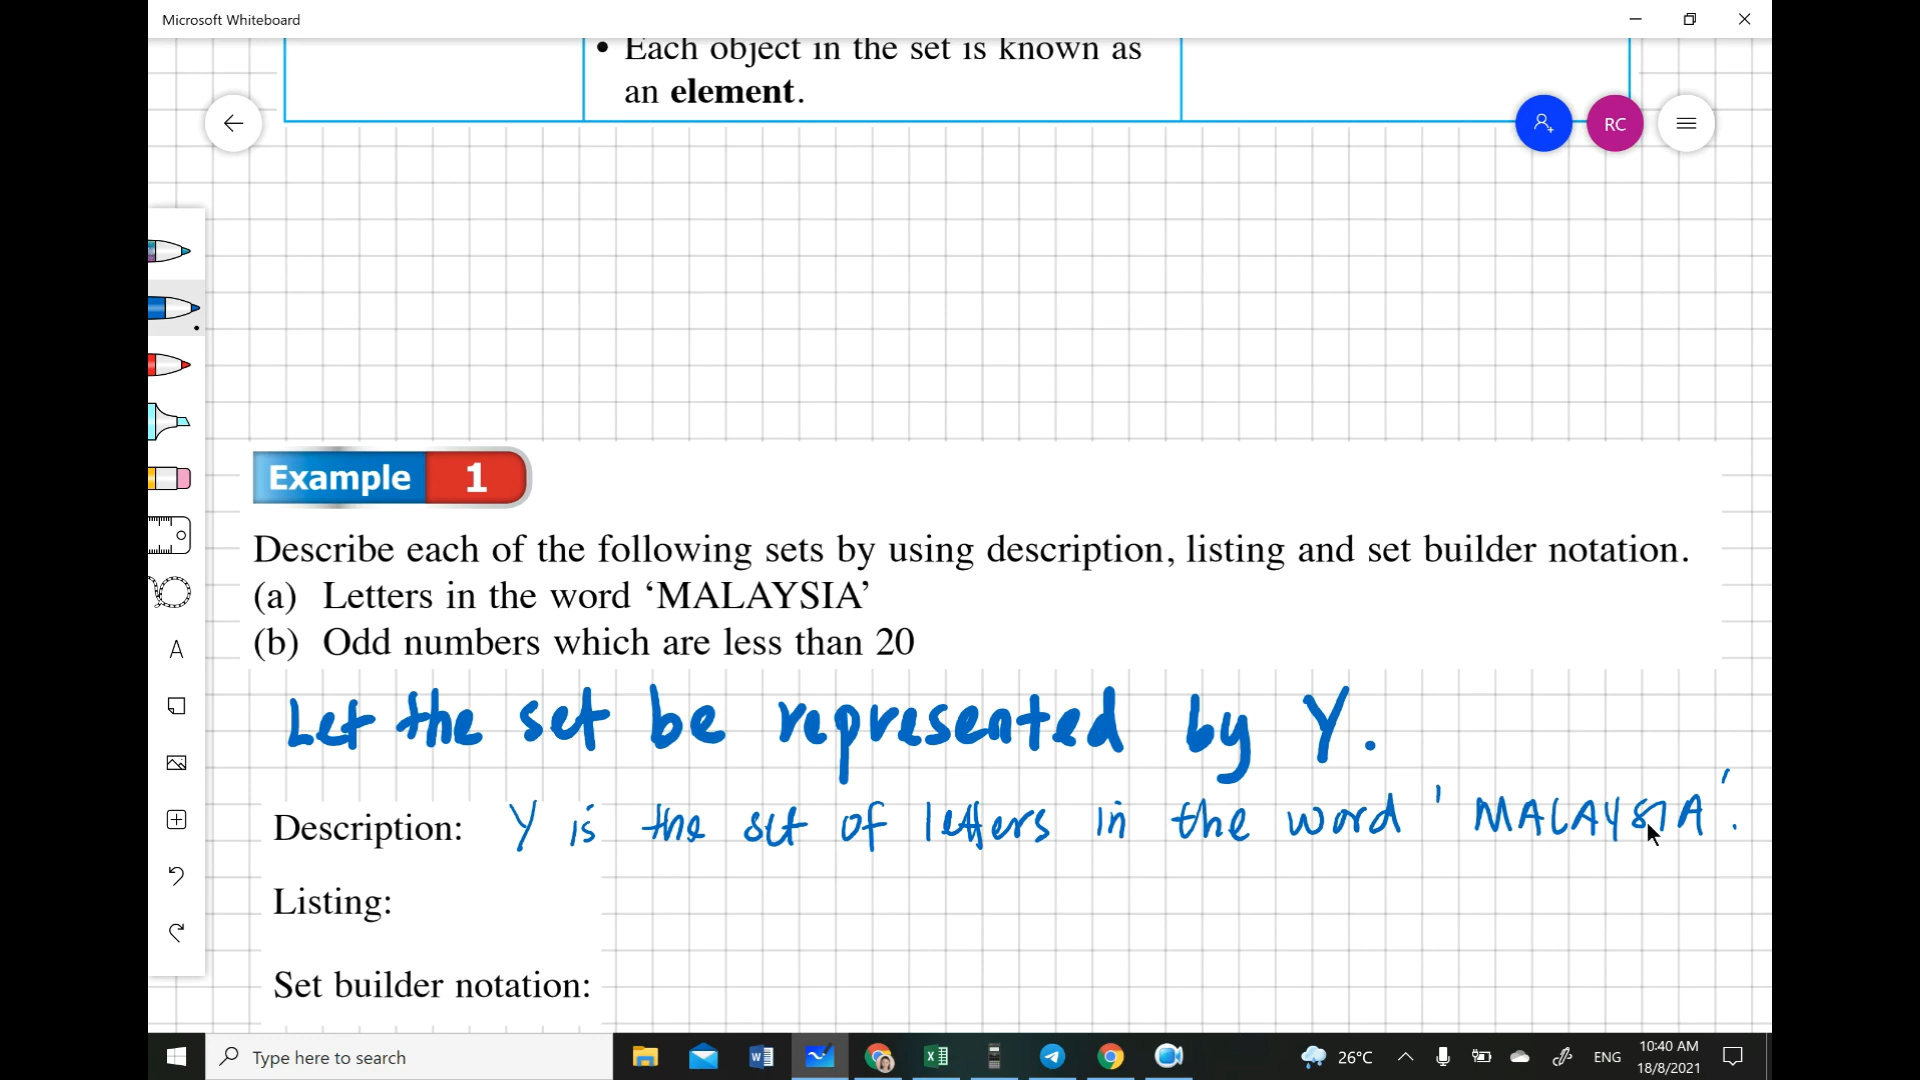 Microsoft Whiteboard
• Each object in the set is known as
an element.
RC
Example 1
Describe each of the following sets by using description, listing and set builder notation.
(a) Letters in the word ‘MALAYSIA’
(b) Odd numbers which are less than 20
Let the set be represented by Y.
Description: Y is the set of letters in the word 'MALAYSIA'.
Listing:
Set builder notation:
A
Type here to search
26°C
ENG
10:40 AM
18/8/2021